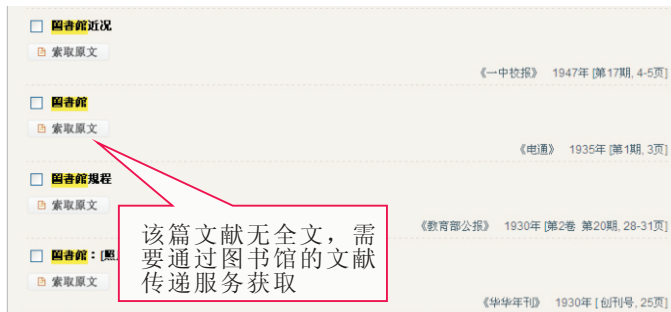 圕書館近况
索取原文
《一中校报》 1947年 [第17期, 4-5页]
圕書館
索取原文
《电通》 1935年 [第1期, 3页]
圕書館規程
索取原文
《教育部公报》 1930年 [第2卷 第20期, 28-31页]
圕書館：[照
索取原文
《华华年刊》 1930年 [创刊号, 25页]
该篇文献无全文，需
要通过图书馆的文献
传递服务获取